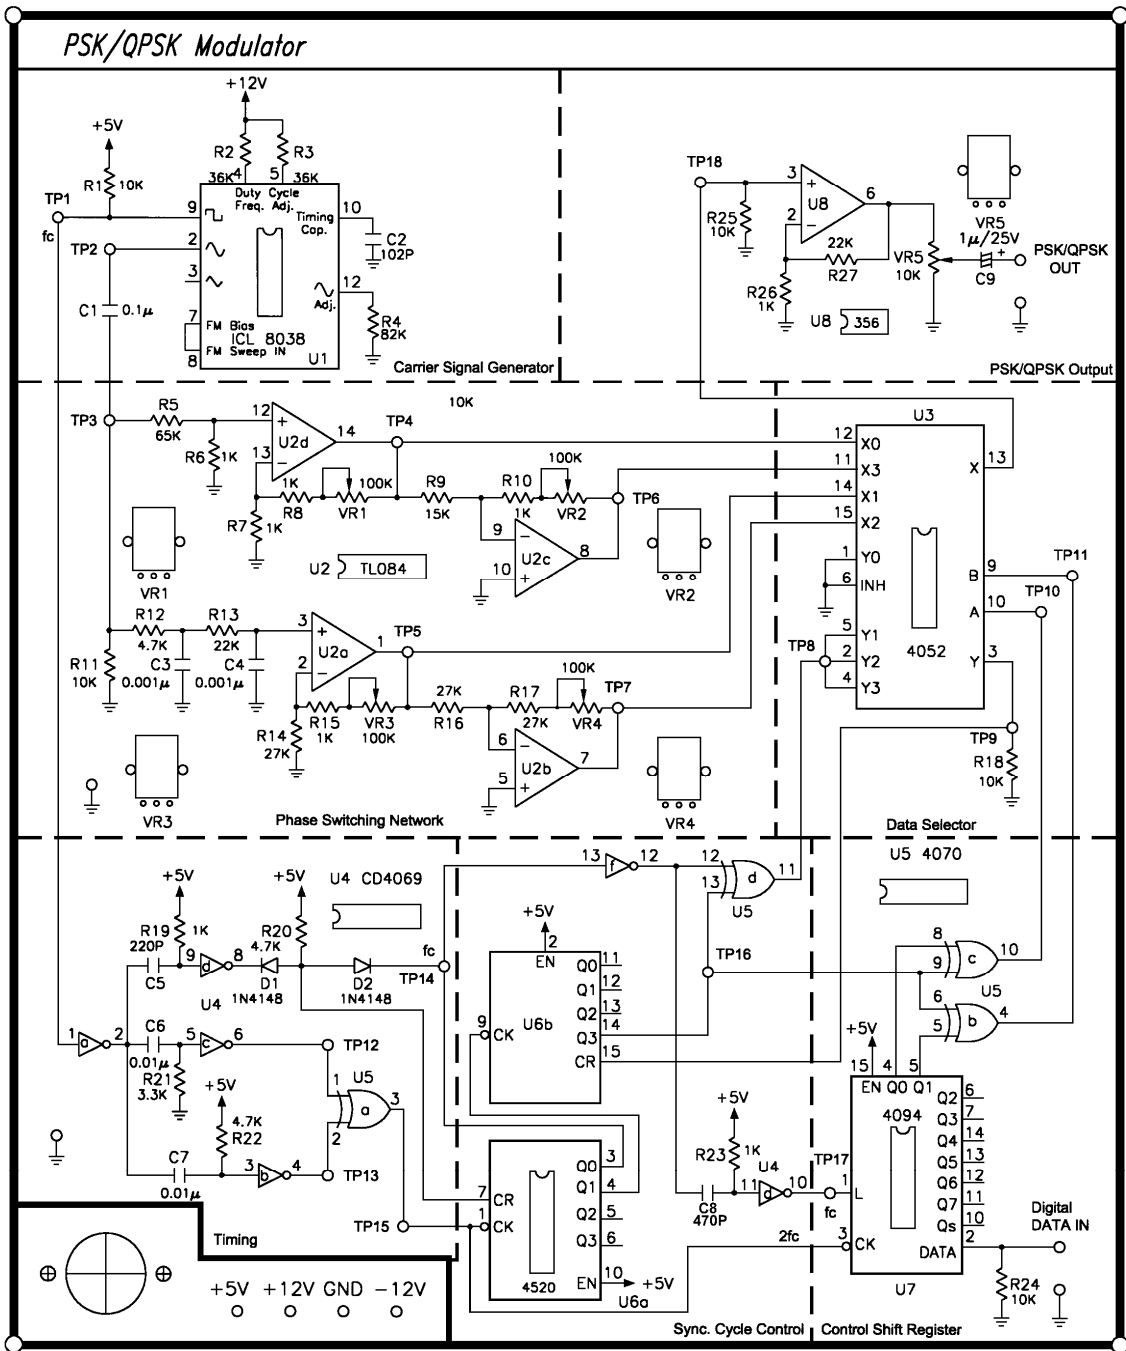 PSK/QPSK Modulator
+12V
+5V
R2
R3
36K 4 5 36K
R1 10K
TP1
fc
TP2
9
2
3
7
8
Duty Cycle
Freq. Adj.
Timing
Cap.
10
C2
102P
12
Adj.
R4
82K
FM Bias
ICL 8038
FM Sweep IN
U1
C1 0.1µ
Carrier Signal Generator
TP18
R25
10K
3
+
2
−
U8
6
22K
R27
R26
1K
U8 356
VR5
10K
VR5
1µ/25V
+
C9
PSK/QPSK
OUT
PSK/QPSK Output
10K
TP3
R5
65K
R6 1K
12
+
13
−
U2d
14
TP4
1K
R8
100K
VR1
R7 1K
R9
15K
R10
1K
100K
VR2
TP6
9
−
10
+
U2c
8
VR1
U2 TL084
VR2
R12
4.7K
R13
22K
R11
10K
C3
0.001µ
C4
0.001µ
3
+
2
−
U2a
1
TP5
R15
1K
VR3
100K
R14
27K
27K
R16
R17
27K
100K
VR4
TP7
6
−
5
+
U2b
7
VR3
VR4
Phase Switching Network
U3
12 X0
11 X3
14 X1
15 X2
1 Y0
6 INH
5 Y1
2 Y2
4 Y3
X 13
B 9
A 10
Y 3
4052
TP8
TP11
TP10
TP9
R18
10K
Data Selector
+5V
R19 1K
220P
C5
9
d
8
U4
+5V
R20
4.7K
D1
1N4148
D2
1N4148
U4 CD4069
fc
TP14
1
a
2
C6
0.01µ
R21
3.3K
5
c
6
TP12
+5V
4.7K
R22
C7
0.01µ
3
b
4
TP13
1
2
U5
a
3
TP15
Timing
+5V +12V GND −12V
13
f
12
12
13
d
11
U5
+5V
2
EN
U6b
9 CK
Q0 11
Q1 12
Q2 13
Q3 14
CR 15
TP16
7 CR
1 CK
Q0 3
Q1 4
Q2 5
Q3 6
EN 10 +5V
4520
U6a
+5V
R23 1K
C8
470P
11
d
10
U4
2fc
Sync. Cycle Control
U5 4070
8
9
c
10
U5
6
5
b
4
+5V
15 4 5
EN Q0 Q1
4094
Q2 6
Q3 7
Q4 14
Q5 13
Q6 12
Q7 11
Qs 10
DATA 2
TP17
fc
1 L
3 CK
U7
Digital
DATA IN
R24
10K
Control Shift Register